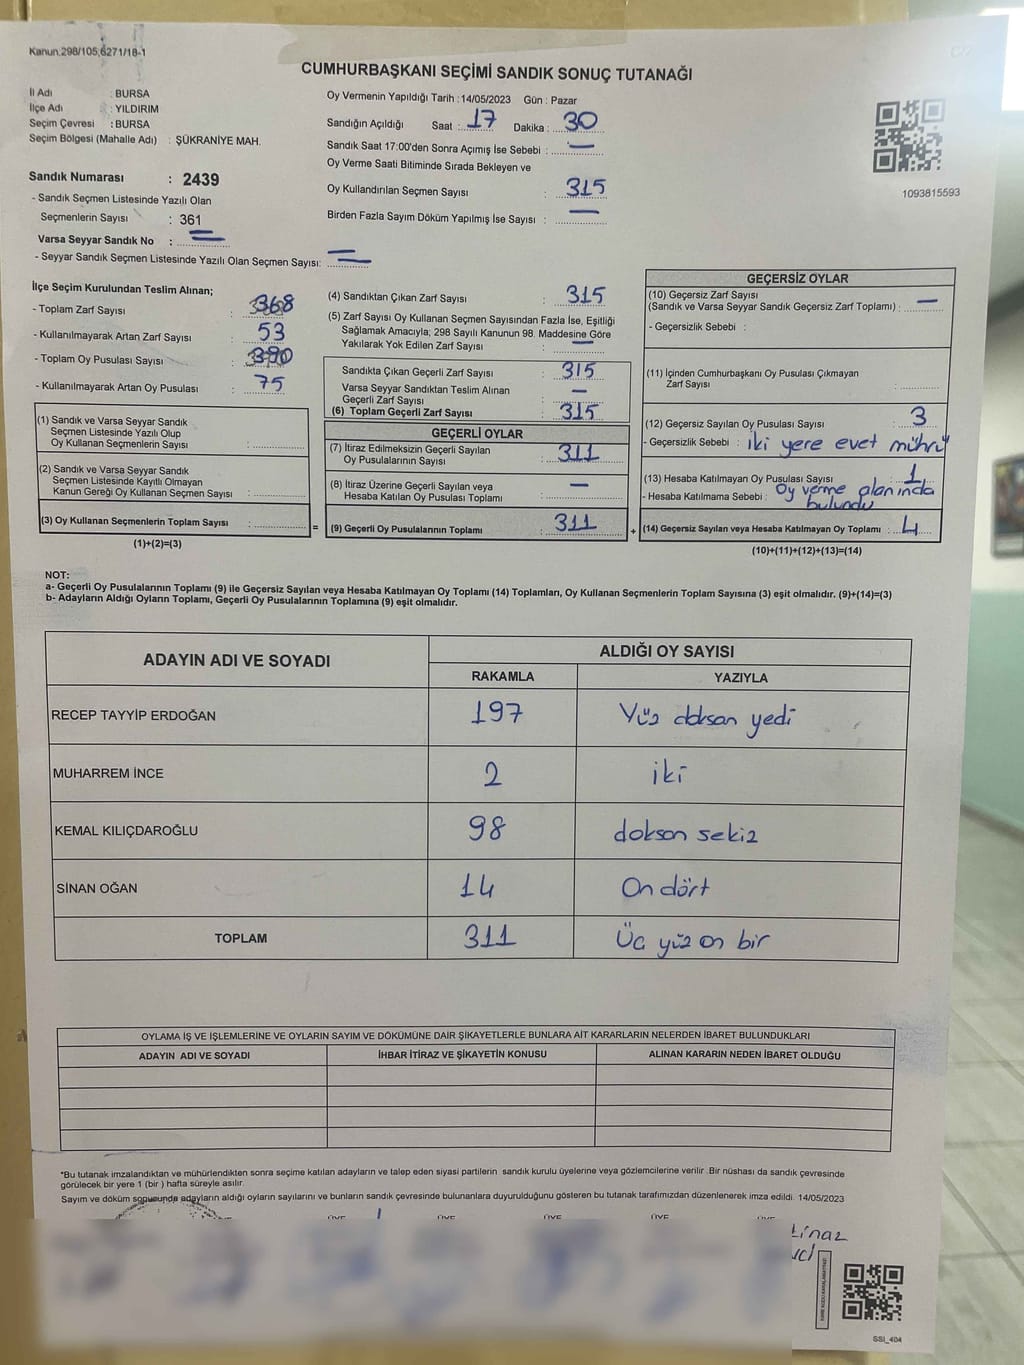 Kanun.298/105,6271/18-1
CUMHURBAŞKANI SEÇİMİ SANDIK SONUÇ TUTANAĞI
İl Adı : BURSA
İlçe Adı : YILDIRIM
Seçim Çevresi : BURSA
Seçim Bölgesi (Mahalle Adı) : ŞÜKRANİYE MAH.
Sandık Numarası : 2439
- Sandık Seçmen Listesinde Yazılı Olan
Seçmenlerin Sayısı : 361
Varsa Seyyar Sandık No :
- Seyyar Sandık Seçmen Listesinde Yazılı Olan Seçmen Sayısı:
Oy Vermenin Yapıldığı Tarih : 14/05/2023 Gün : Pazar
Sandığın Açıldığı Saat : 17 Dakika : 30
Sandık Saat 17:00'den Sonra Açımış İse Sebebi : —
Oy Verme Saati Bitiminde Sırada Bekleyen ve
Oy Kullandırılan Seçmen Sayısı : 315
Birden Fazla Sayım Döküm Yapılmış İse Sayısı : —
1093815593
İlçe Seçim Kurulundan Teslim Alınan;
- Toplam Zarf Sayısı : 368
- Kullanılmayarak Artan Zarf Sayısı : 53
- Toplam Oy Pusulası Sayısı : 390
- Kullanılmayarak Artan Oy Pusulası : 75
(1) Sandık ve Varsa Seyyar Sandık
Seçmen Listesinde Yazılı Olup
Oy Kullanan Seçmenlerin Sayısı :
(2) Sandık ve Varsa Seyyar Sandık
Seçmen Listesinde Kayıtlı Olmayan
Kanun Gereği Oy Kullanan Seçmen Sayısı :
(3) Oy Kullanan Seçmenlerin Toplam Sayısı :
=
(1)+(2)=(3)
(4) Sandıktan Çıkan Zarf Sayısı : 315
(5) Zarf Sayısı Oy Kullanan Seçmen Sayısından Fazla İse, Eşitliği
Sağlamak Amacıyla; 298 Sayılı Kanunun 98. Maddesine Göre
Yakılarak Yok Edilen Zarf Sayısı : —
Sandıkta Çıkan Geçerli Zarf Sayısı : 315
Varsa Seyyar Sandıktan Teslim Alınan
Geçerli Zarf Sayısı : —
(6) Toplam Geçerli Zarf Sayısı : 315
GEÇERLİ OYLAR
(7) İtiraz Edilmeksizin Geçerli Sayılan
Oy Pusulalarının Sayısı : 311
(8) İtiraz Üzerine Geçerli Sayılan veya
Hesaba Katılan Oy Pusulası Toplamı : —
(9) Geçerli Oy Pusulalarının Toplamı : 311
+
GEÇERSİZ OYLAR
(10) Geçersiz Zarf Sayısı
(Sandık ve Varsa Seyyar Sandık Geçersiz Zarf Toplamı) : —
- Geçersizlik Sebebi :
(11) İçinden Cumhurbaşkanı Oy Pusulası Çıkmayan
Zarf Sayısı :
(12) Geçersiz Sayılan Oy Pusulası Sayısı : 3
- Geçersizlik Sebebi : iki yere evet mührü
(13) Hesaba Katılmayan Oy Pusulası Sayısı : 1
- Hesaba Katılmama Sebebi : Oy verme alanında
bulundu
(14) Geçersiz Sayılan veya Hesaba Katılmayan Oy Toplamı : 4
(10)+(11)+(12)+(13)=(14)
NOT:
a- Geçerli Oy Pusulalarının Toplamı (9) ile Geçersiz Sayılan veya Hesaba Katılmayan Oy Toplamı (14) Toplamları, Oy Kullanan Seçmenlerin Toplam Sayısına (3) eşit olmalıdır. (9)+(14)=(3)
b- Adayların Aldığı Oyların Toplamı, Geçerli Oy Pusulalarının Toplamına (9) eşit olmalıdır.
ADAYIN ADI VE SOYADI
ALDIĞI OY SAYISI
RAKAMLA YAZIYLA
RECEP TAYYİP ERDOĞAN 197 Yüz doksan yedi
MUHARREM İNCE 2 iki
KEMAL KILIÇDAROĞLU 98 doksan sekiz
SİNAN OĞAN 14 On dört
TOPLAM 311 Üç yüz on bir
OYLAMA İŞ VE İŞLEMLERİNE VE OYLARIN SAYIM VE DÖKÜMÜNE DAİR ŞİKAYETLERLE BUNLARA AİT KARARLARIN NELERDEN İBARET BULUNDUKLARI
ADAYIN ADI VE SOYADI İHBAR İTİRAZ VE ŞİKAYETİN KONUSU ALINAN KARARIN NEDEN İBARET OLDUĞU
*Bu tutanak imzalandıktan ve mühürlendikten sonra seçime katılan adayların ve talep eden siyasi partilerin sandık kurulu üyelerine veya gözlemcilerine verilir .Bir nüshası da sandık çevresinde
görülecek bir yere 1 (bir ) hafta süreyle asılır.
Sayım ve döküm sonucunda adayların aldığı oyların sayılarını ve bunların sandık çevresinde bulunanlara duyurulduğunu gösteren bu tutanak tarafımızdan düzenlenerek imza edildi. 14/05/2023
ÜYE ÜYE ÜYE ÜYE ÜYE
SSI_404